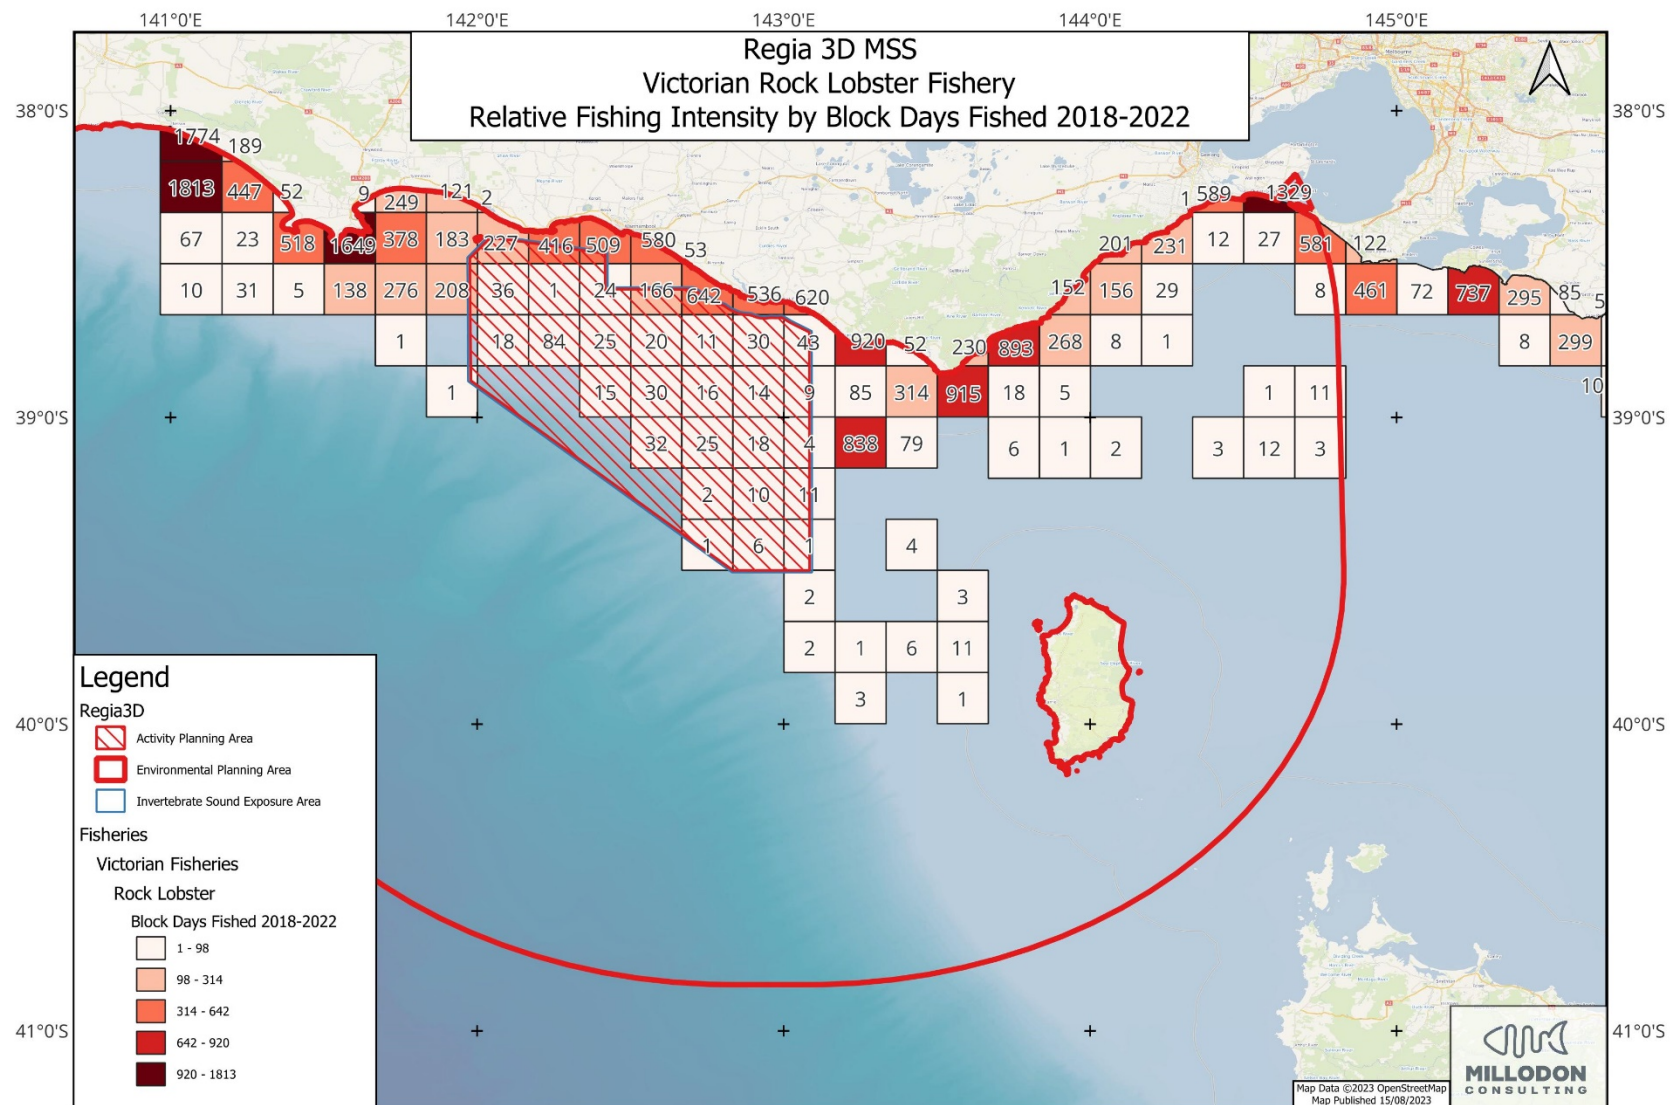 141°0'E 142°0'E 143°0'E 144°0'E 145°0'E
Regia 3D MSS
Victorian Rock Lobster Fishery
Relative Fishing Intensity by Block Days Fished 2018-2022
38°0'S 38°0'S
1774 189
1813 447 52 9 249 121 2 1 589 1329
67 23 518 1649 378 183 227 416 509 580 53 201 231 12 27 581 122
10 31 5 138 276 208 36 1 24 166 642 536 620 152 156 29 8 461 72 737 295 85 5
1 18 84 25 20 11 30 43 920 52 230 893 268 8 1 8 299
1 15 30 16 14 9 85 314 915 18 5 1 11 10
39°0'S 39°0'S
32 25 18 4 838 79 6 1 2 3 12 3
2 10 11
1 6 1 4
2 3
2 1 6 11
3 1
40°0'S 40°0'S
Legend
Regia3D
Activity Planning Area
Environmental Planning Area
Invertebrate Sound Exposure Area
Fisheries
Victorian Fisheries
Rock Lobster
Block Days Fished 2018-2022
1 - 98
98 - 314
314 - 642
642 - 920
920 - 1813
41°0'S 41°0'S
MILLODON
CONSULTING
Map Data ©2023 OpenStreetMap
Map Published 15/08/2023